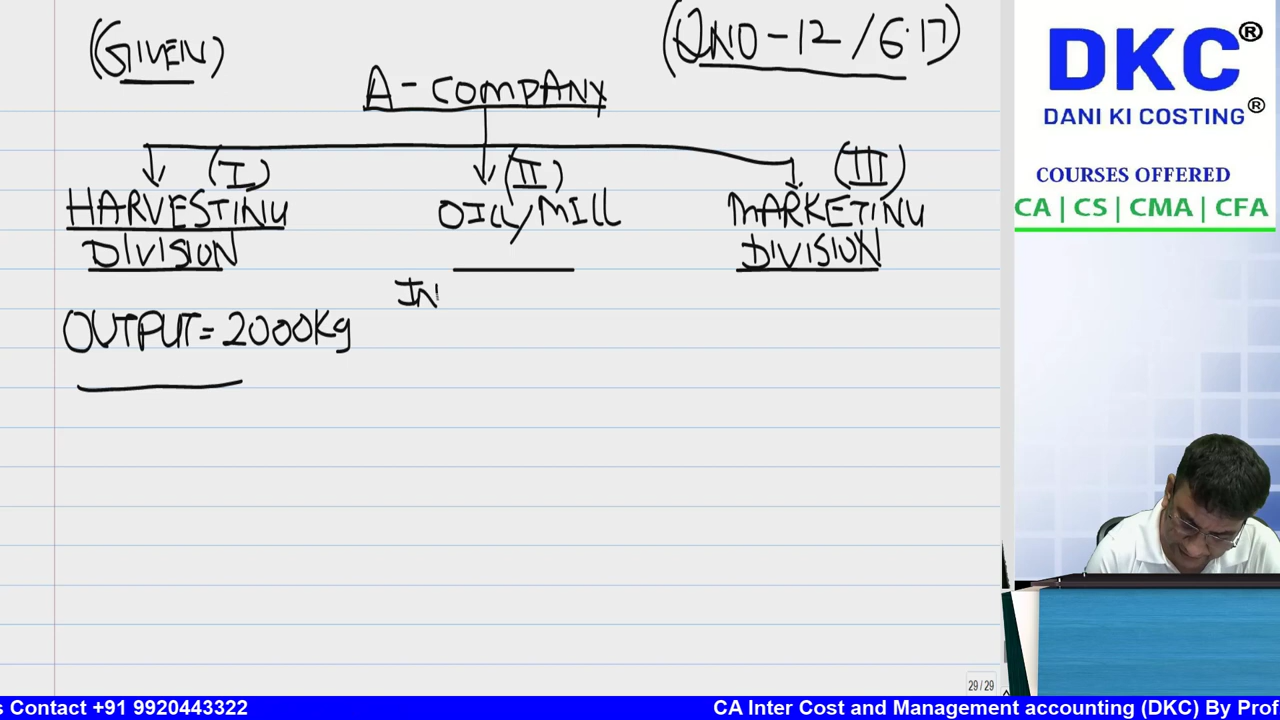 (GIVEN)
(QNO-12/6.17)
A-COMPANY
(I)
(II)
(III)
HARVESTING
DIVISION
OILL/MILL
MARKETING
DIVISION
IN
OUTPUT=2000Kg
DKC®
DANI KI COSTING®
COURSES OFFERED
CA | CS | CMA | CFA
29/29
s Contact +91 9920443322
CA Inter Cost and Management accounting (DKC) By Prof